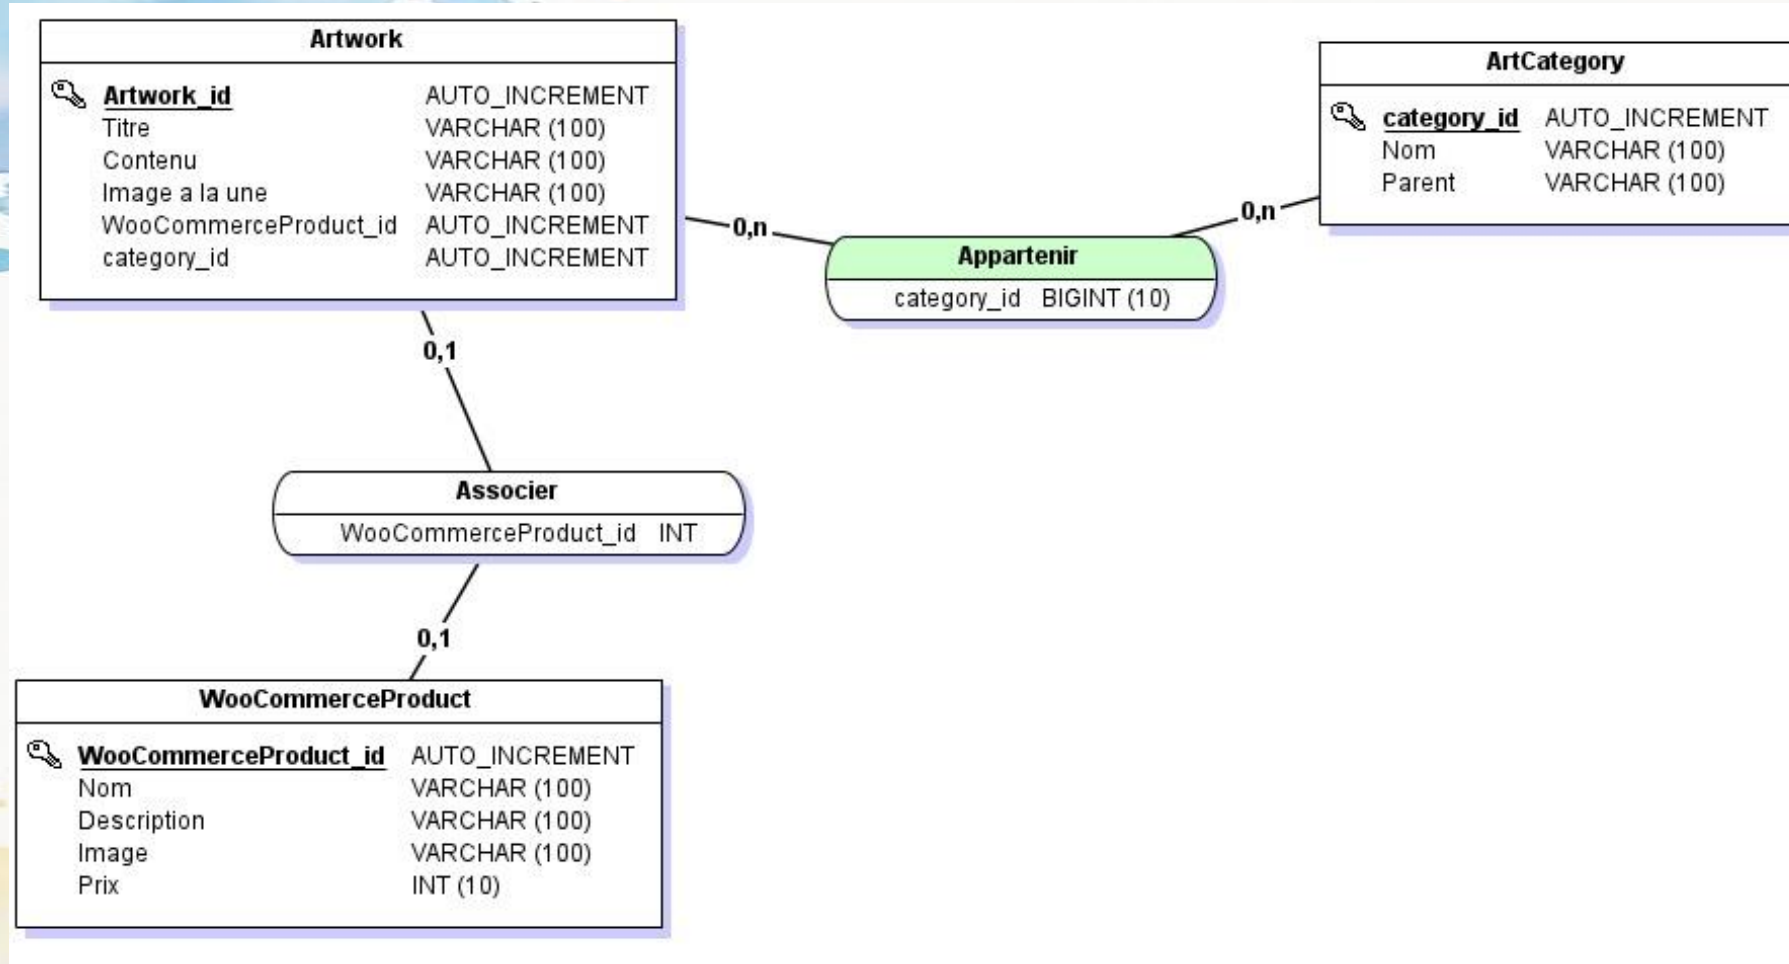 Artwork
Artwork_id AUTO_INCREMENT
Titre VARCHAR (100)
Contenu VARCHAR (100)
Image a la une VARCHAR (100)
WooCommerceProduct_id AUTO_INCREMENT
category_id AUTO_INCREMENT
ArtCategory
category_id AUTO_INCREMENT
Nom VARCHAR (100)
Parent VARCHAR (100)
0,n
0,n
Appartenir
category_id BIGINT (10)
0,1
Associer
WooCommerceProduct_id INT
0,1
WooCommerceProduct
WooCommerceProduct_id AUTO_INCREMENT
Nom VARCHAR (100)
Description VARCHAR (100)
Image VARCHAR (100)
Prix INT (10)